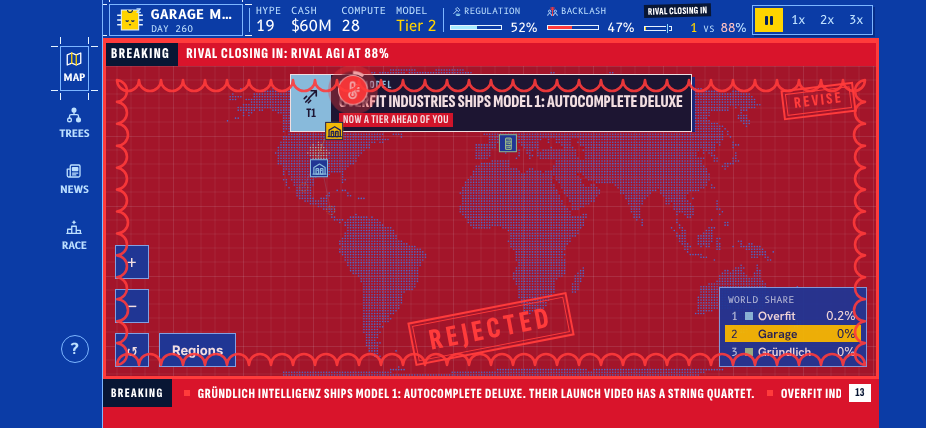 GARAGE M...
DAY 260
HYPE
19
CASH
$60M
COMPUTE
28
MODEL
Tier 2
REGULATION
52%
BACKLASH
47%
RIVAL CLOSING IN
1 VS 88%
1x 2x 3x
BREAKING RIVAL CLOSING IN: RIVAL AGI AT 88%
MAP
TREES
NEWS
RACE
?
T1
OVERFIT INDUSTRIES SHIPS MODEL 1: AUTOCOMPLETE DELUXE
NOW A TIER AHEAD OF YOU
REVISE
+
−
Regions
REJECTED
WORLD SHARE
1 Overfit 0.2%
2 Garage 0%
3 Gründlich 0%
BREAKING GRÜNDLICH INTELLIGENZ SHIPS MODEL 1: AUTOCOMPLETE DELUXE. THEIR LAUNCH VIDEO HAS A STRING QUARTET. OVERFIT IND 13